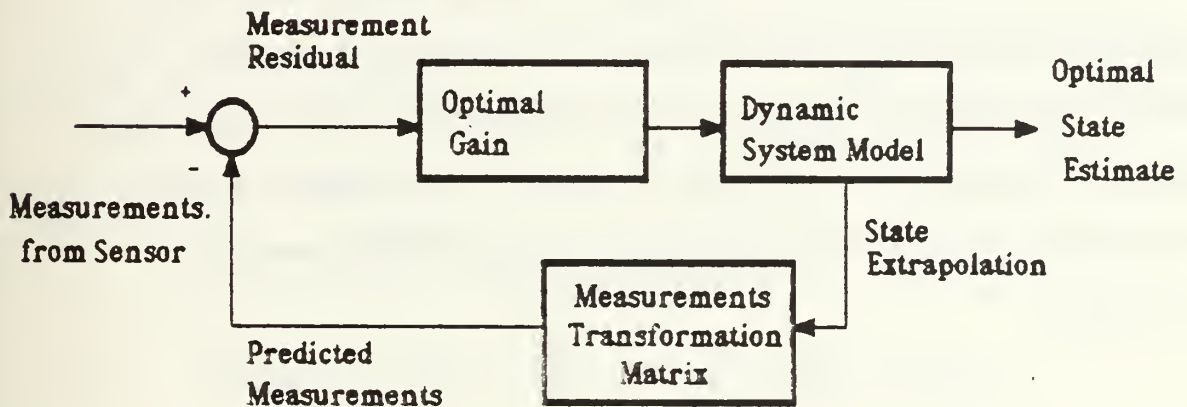 Measurement
Residual
Optimal
Gain
Dynamic
System Model
Optimal
State
Estimate
+
-
Measurements.
from Sensor
State
Extrapolation
Measurements
Transformation
Matrix
Predicted
Measurements